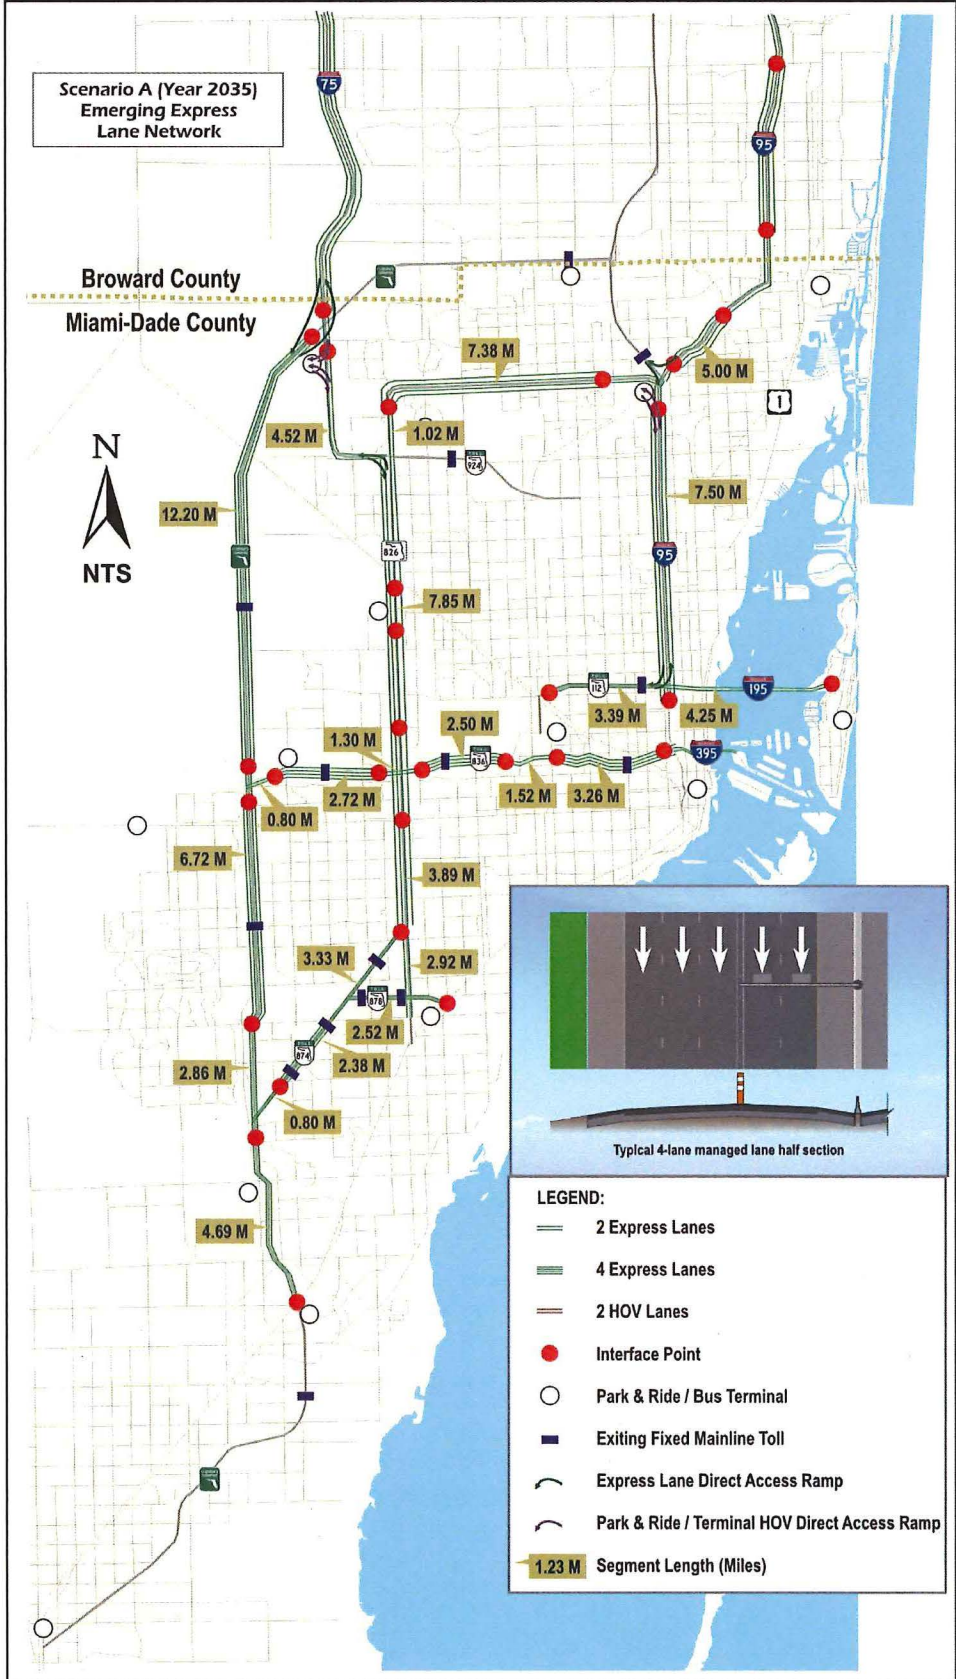 Scenario A (Year 2035)
Emerging Express
Lane Network
75
95
Broward County
Miami-Dade County
7.38 M
5.00 M
1
4.52 M
1.02 M
924
N
NTS
12.20 M
7.50 M
826
95
7.85 M
112
195
3.39 M
4.25 M
2.50 M
1.30 M
836
395
2.72 M
1.52 M
3.26 M
0.80 M
6.72 M
3.89 M
3.33 M
2.92 M
878
2.52 M
874
2.86 M
2.38 M
0.80 M
4.69 M
Typical 4-lane managed lane half section
LEGEND:
2 Express Lanes
4 Express Lanes
2 HOV Lanes
Interface Point
Park & Ride / Bus Terminal
Exiting Fixed Mainline Toll
Express Lane Direct Access Ramp
Park & Ride / Terminal HOV Direct Access Ramp
1.23 M Segment Length (Miles)